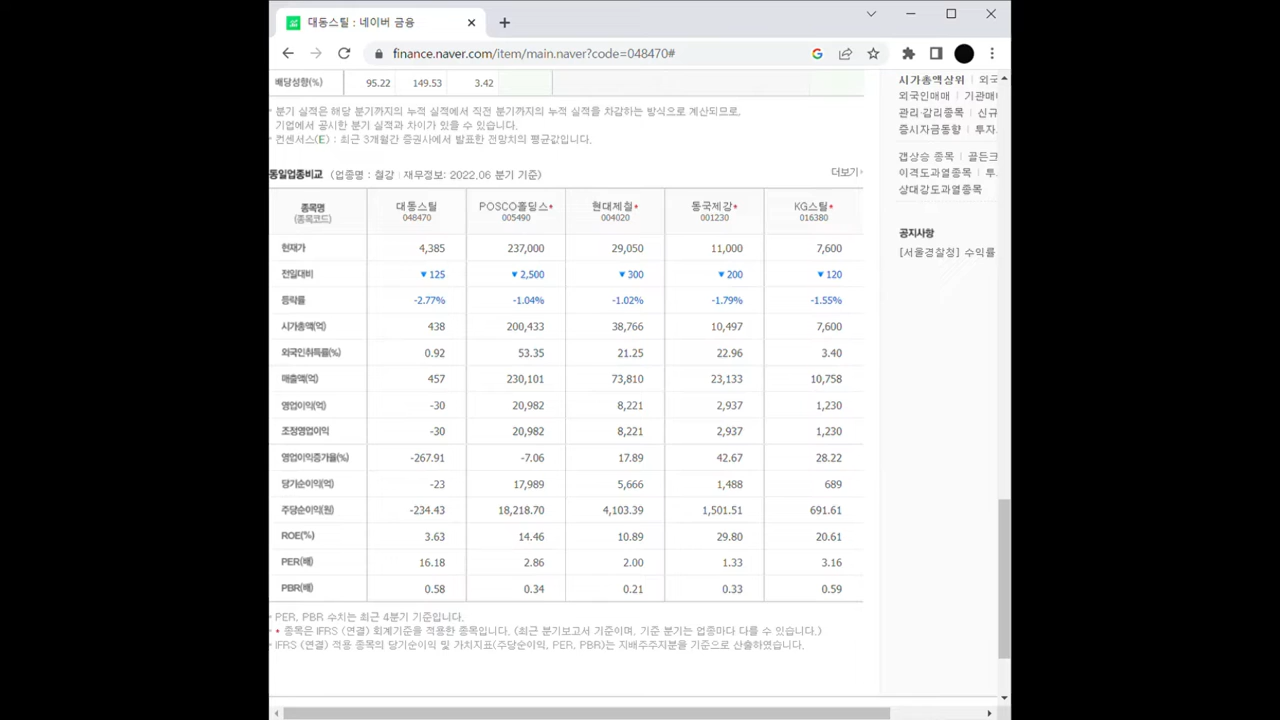 대동스틸 : 네이버 금융
finance.naver.com/item/main.naver?code=048470#
배당성향(%) 95.22 149.53 3.42
* 분기 실적은 해당 분기까지의 누적 실적에서 직전 분기까지의 누적 실적을 차감하는 방식으로 계산되므로,
기업에서 공시한 분기 실적과 차이가 있을 수 있습니다.
* 컨센서스(E) : 최근 3개월간 증권사에서 발표한 전망치의 평균값입니다.
동일업종비교 (업종명 : 철강 | 재무정보: 2022.06 분기 기준) 더보기
종목명 (종목코드) 대동스틸 048470 POSCO홀딩스* 005490 현대제철* 004020 동국제강* 001230 KG스틸* 016380
현재가 4,385 237,000 29,050 11,000 7,600
전일대비 ▼125 ▼2,500 ▼300 ▼200 ▼120
등락률 -2.77% -1.04% -1.02% -1.79% -1.55%
시가총액(억) 438 200,433 38,766 10,497 7,600
외국인취득률(%) 0.92 53.35 21.25 22.96 3.40
매출액(억) 457 230,101 73,810 23,133 10,758
영업이익(억) -30 20,982 8,221 2,937 1,230
조정영업이익 -30 20,982 8,221 2,937 1,230
영업이익증가율(%) -267.91 -7.06 17.89 42.67 28.22
당기순이익(억) -23 17,989 5,666 1,488 689
주당순이익(원) -234.43 18,218.70 4,103.39 1,501.51 691.61
ROE(%) 3.63 14.46 10.89 29.80 20.61
PER(배) 16.18 2.86 2.00 1.33 3.16
PBR(배) 0.58 0.34 0.21 0.33 0.59
* PER, PBR 수치는 최근 4분기 기준입니다.
* * 종목은 IFRS (연결) 회계기준을 적용한 종목입니다. (최근 분기보고서 기준이며, 기준 분기는 업종마다 다를 수 있습니다.)
* IFRS (연결) 적용 종목의 당기순이익 및 가치지표(주당순이익, PER, PBR)는 지배주주지분을 기준으로 산출하였습니다.
시가총액상위 | 외국
외국인매매 | 기관매
관리·감리종목 | 신규
증시자금동향 | 투자
갭상승 종목 | 골든크
이격도과열종목 | 투
상대강도과열종목
공지사항
[서울경찰청] 수익률